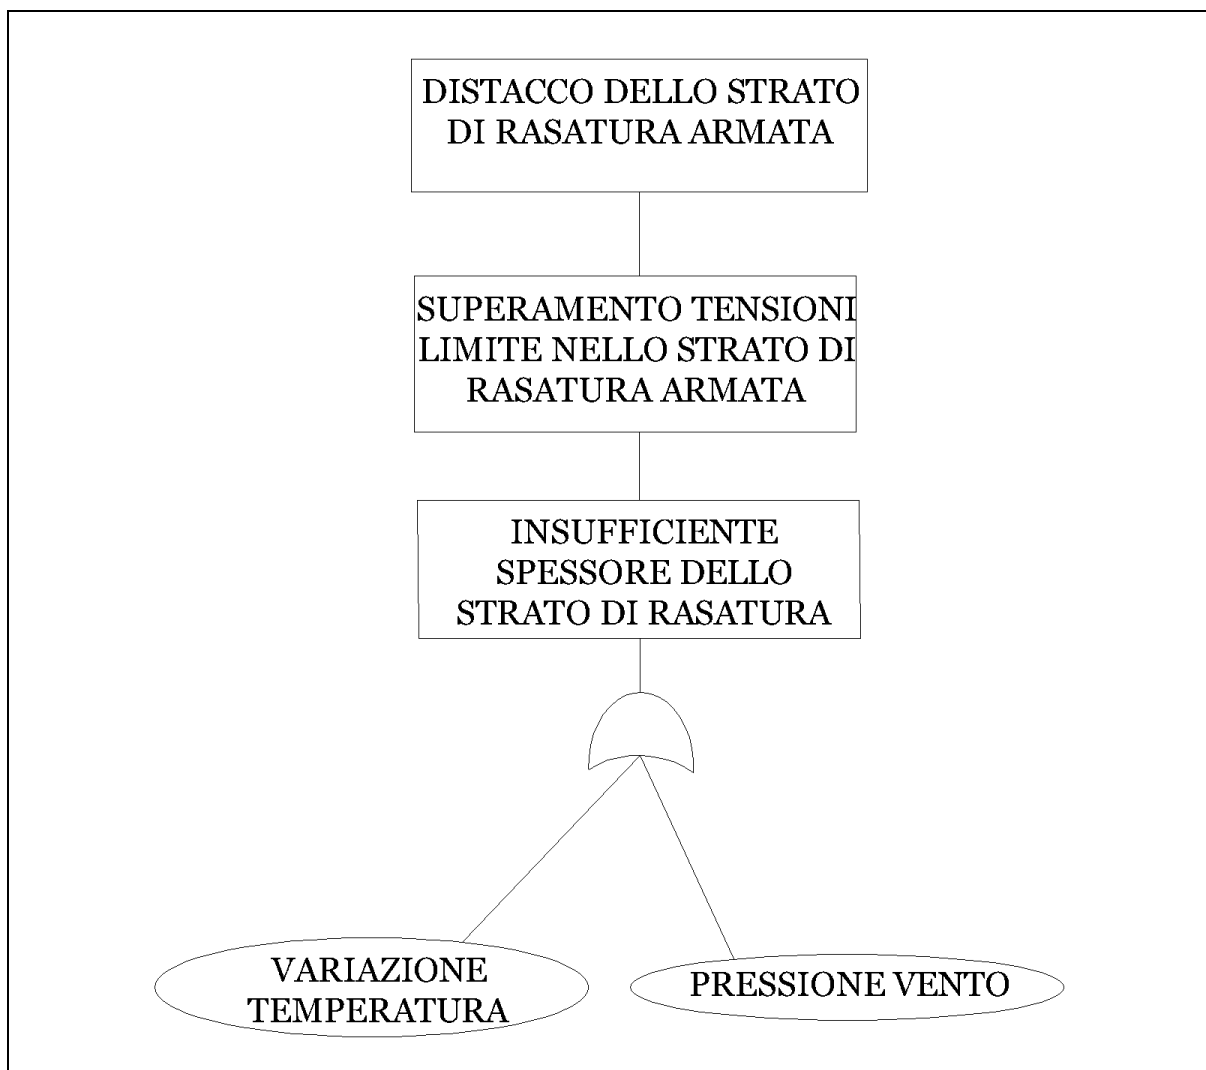 DISTACCO DELLO STRATO
DI RASATURA ARMATA
SUPERAMENTO TENSIONI
LIMITE NELLO STRATO DI
RASATURA ARMATA
INSUFFICIENTE
SPESSORE DELLO
STRATO DI RASATURA
VARIAZIONE
TEMPERATURA
PRESSIONE VENTO